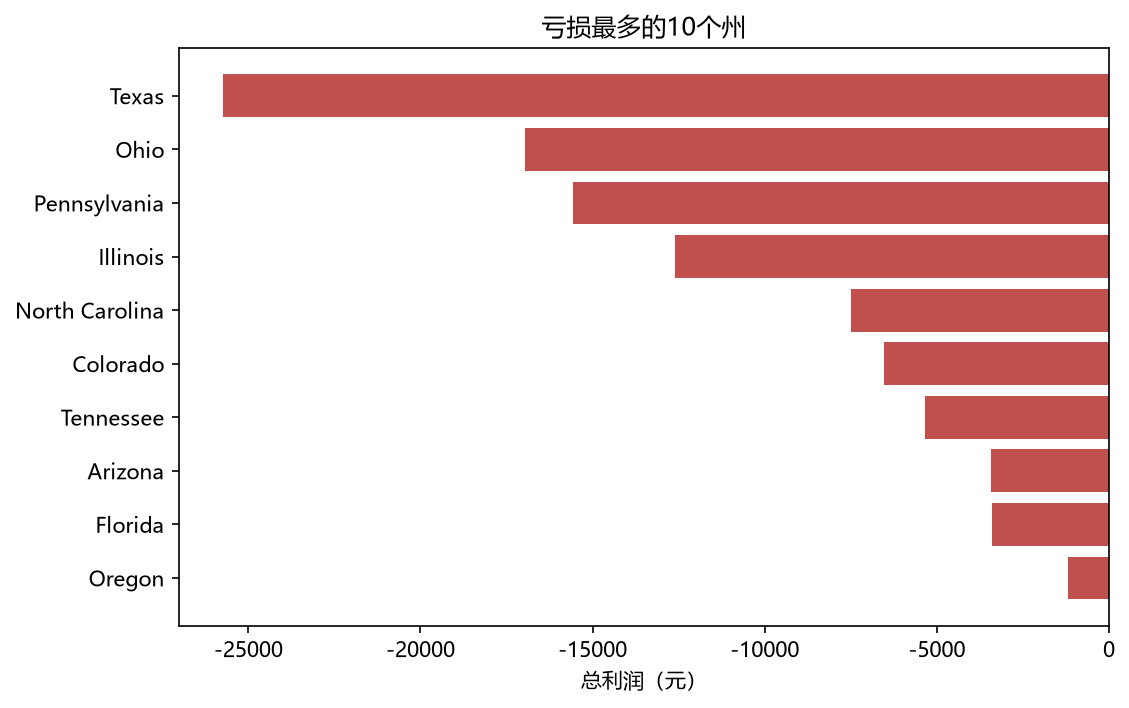 亏损最多的10个州
Texas
Ohio
Pennsylvania
Illinois
North Carolina
Colorado
Tennessee
Arizona
Florida
Oregon
-25000 -20000 -15000 -10000 -5000 0
总利润（元）